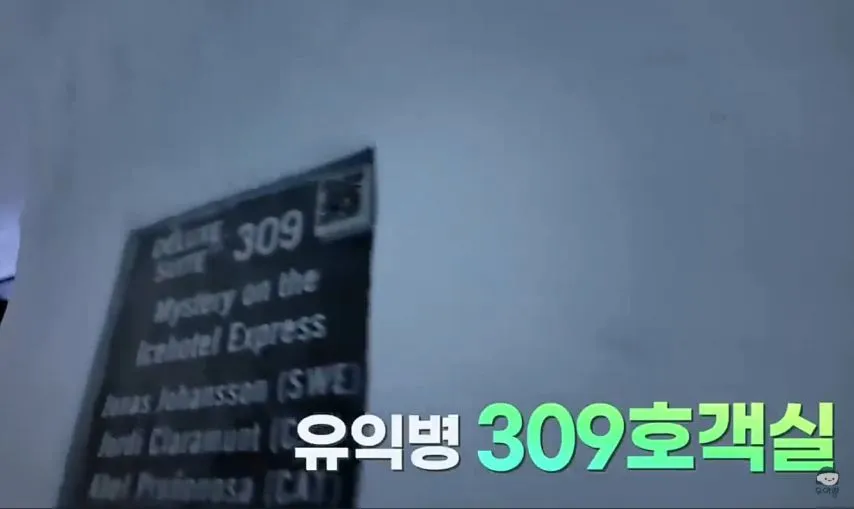 DELUXE SUITE 309
Mystery on the
Icehotel Express
Jonas Johansson (SWE)
Jordi Claramunt
(CAT)
유익병 309호객실